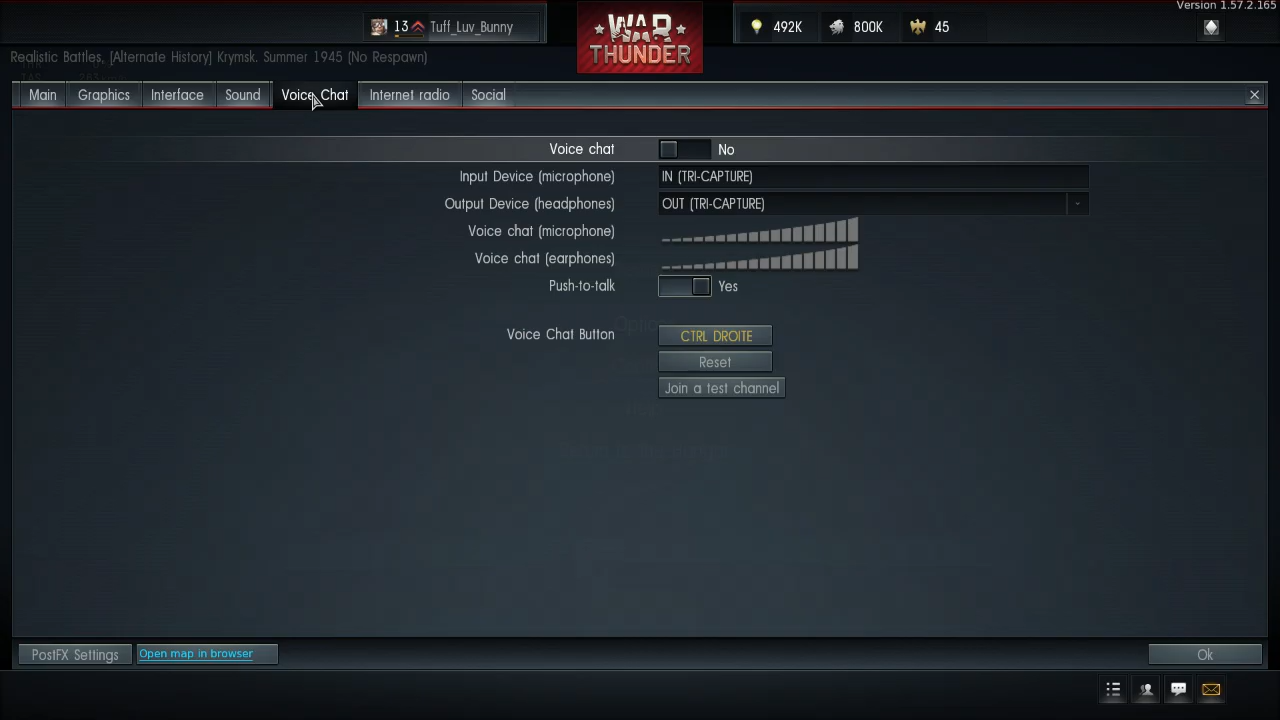 Version 1.57.2.165
13 Tuff_Luv_Bunny
WAR THUNDER
492K 800K 45
Realistic Battles, [Alternate History] Krymsk. Summer 1945 (No Respawn)
Main Graphics Interface Sound Voice Chat Internet radio Social
Voice chat No
Input Device (microphone) IN (TRI-CAPTURE)
Output Device (headphones) OUT (TRI-CAPTURE)
Voice chat (microphone)
Voice chat (earphones)
Push-to-talk Yes
Voice Chat Button CTRL DROITE
Reset
Join a test channel
PostFX Settings Open map in browser Ok